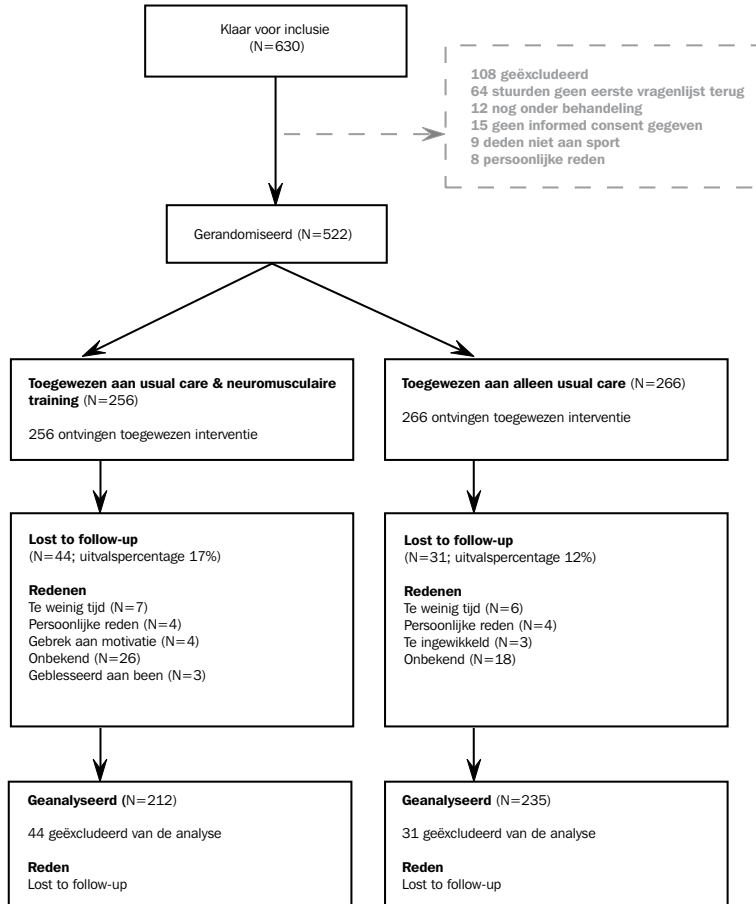 Klaar voor inclusie
(N=630)
108 geëxcludeerd
64 stuurden geen eerste vragenlijst terug
12 nog onder behandeling
15 geen informed consent gegeven
9 deden niet aan sport
8 persoonlijke reden
Gerandomiseerd (N=522)
Toegewezen aan usual care & neuromusculaire
training (N=256)
256 ontvingen toegewezen interventie
Toegewezen aan alleen usual care (N=266)
266 ontvingen toegewezen interventie
Lost to follow-up
(N=44; uitvalspercentage 17%)
Redenen
Te weinig tijd (N=7)
Persoonlijke reden (N=4)
Gebrek aan motivatie (N=4)
Onbekend (N=26)
Geblesseerd aan been (N=3)
Lost to follow-up
(N=31; uitvalspercentage 12%)
Redenen
Te weinig tijd (N=6)
Persoonlijke reden (N=4)
Te ingewikkeld (N=3)
Onbekend (N=18)
Geanalyseerd (N=212)
44 geëxcludeerd van de analyse
Reden
Lost to follow-up
Geanalyseerd (N=235)
31 geëxcludeerd van de analyse
Reden
Lost to follow-up